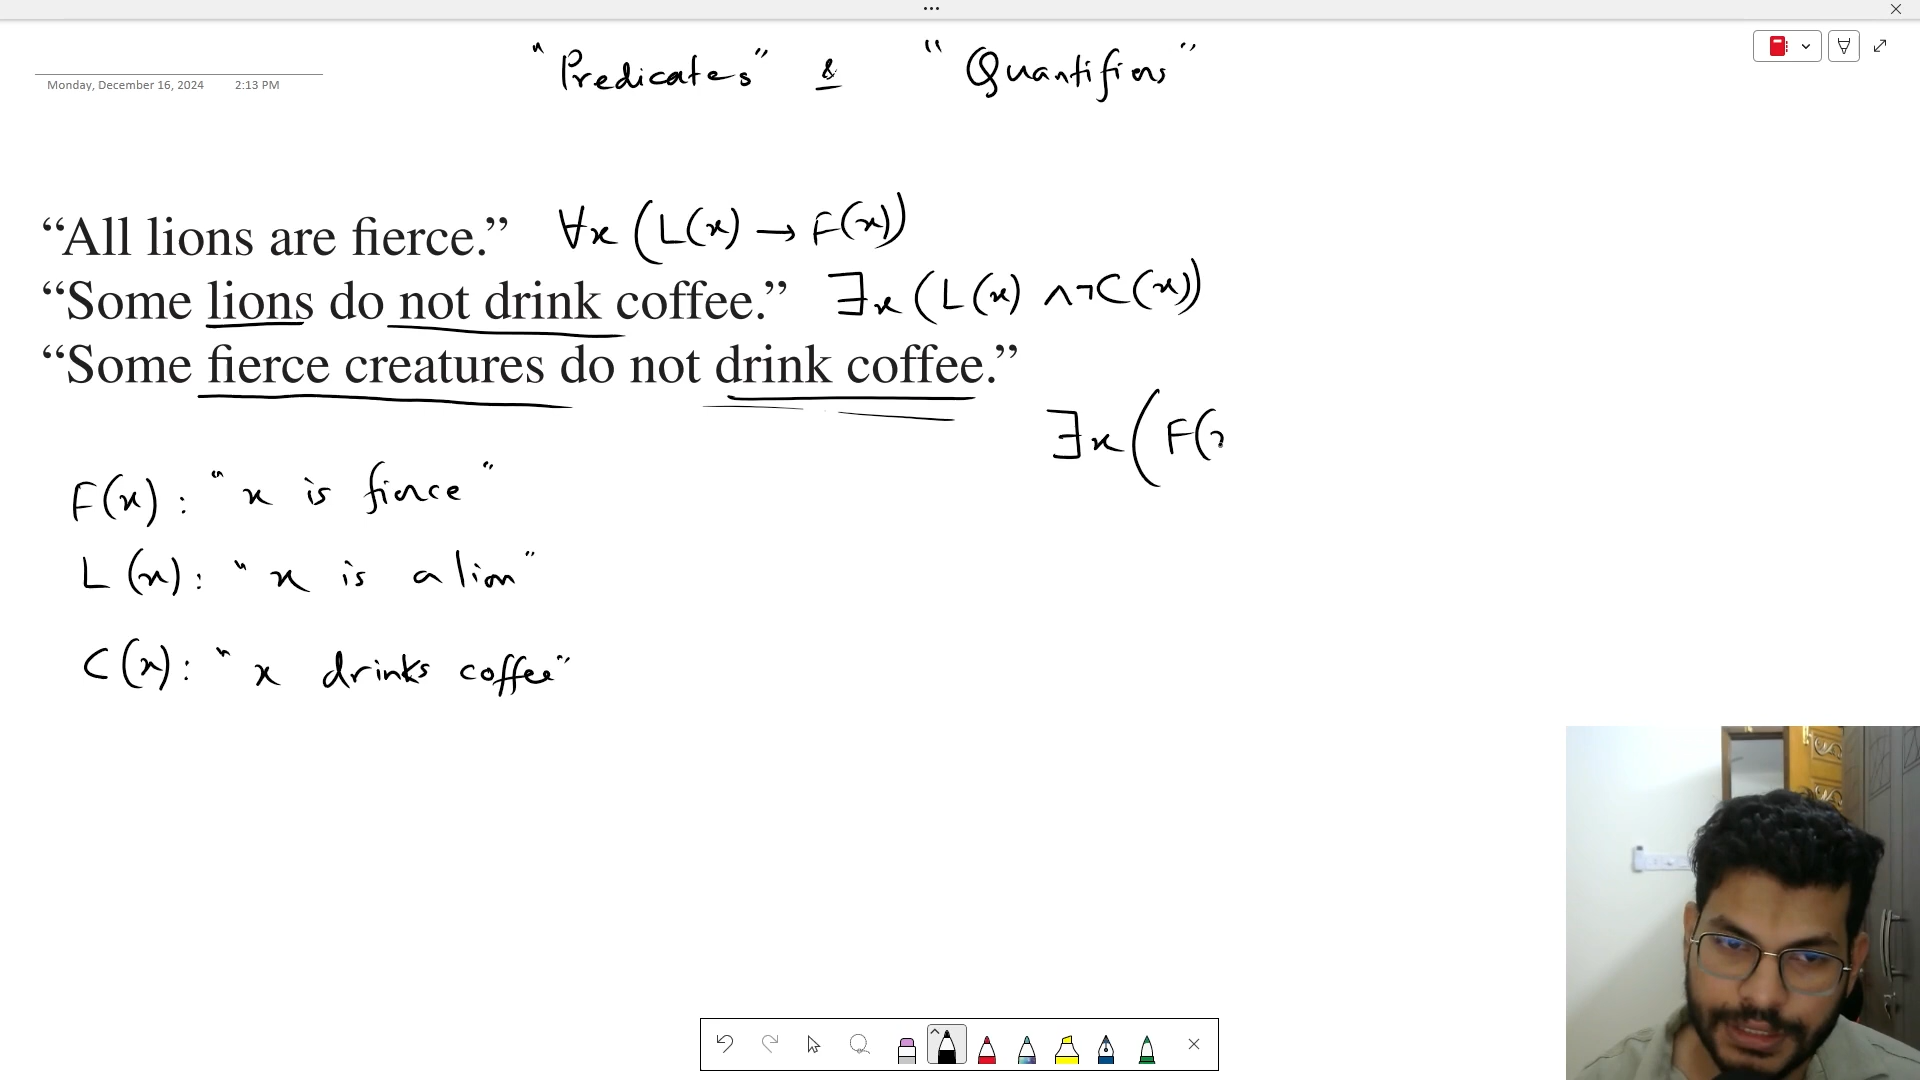 "Predicates" & "Quantifiers"
Monday, December 16, 2024 2:13 PM
“All lions are fierce.” ∀x (L(x) → F(x))
“Some lions do not drink coffee.” ∃x (L(x) ∧¬C(x))
“Some fierce creatures do not drink coffee.”
∃x (F(x
F(x) : "x is fierce"
L(x) : "x is a lion"
C(x) : "x drinks coffee"